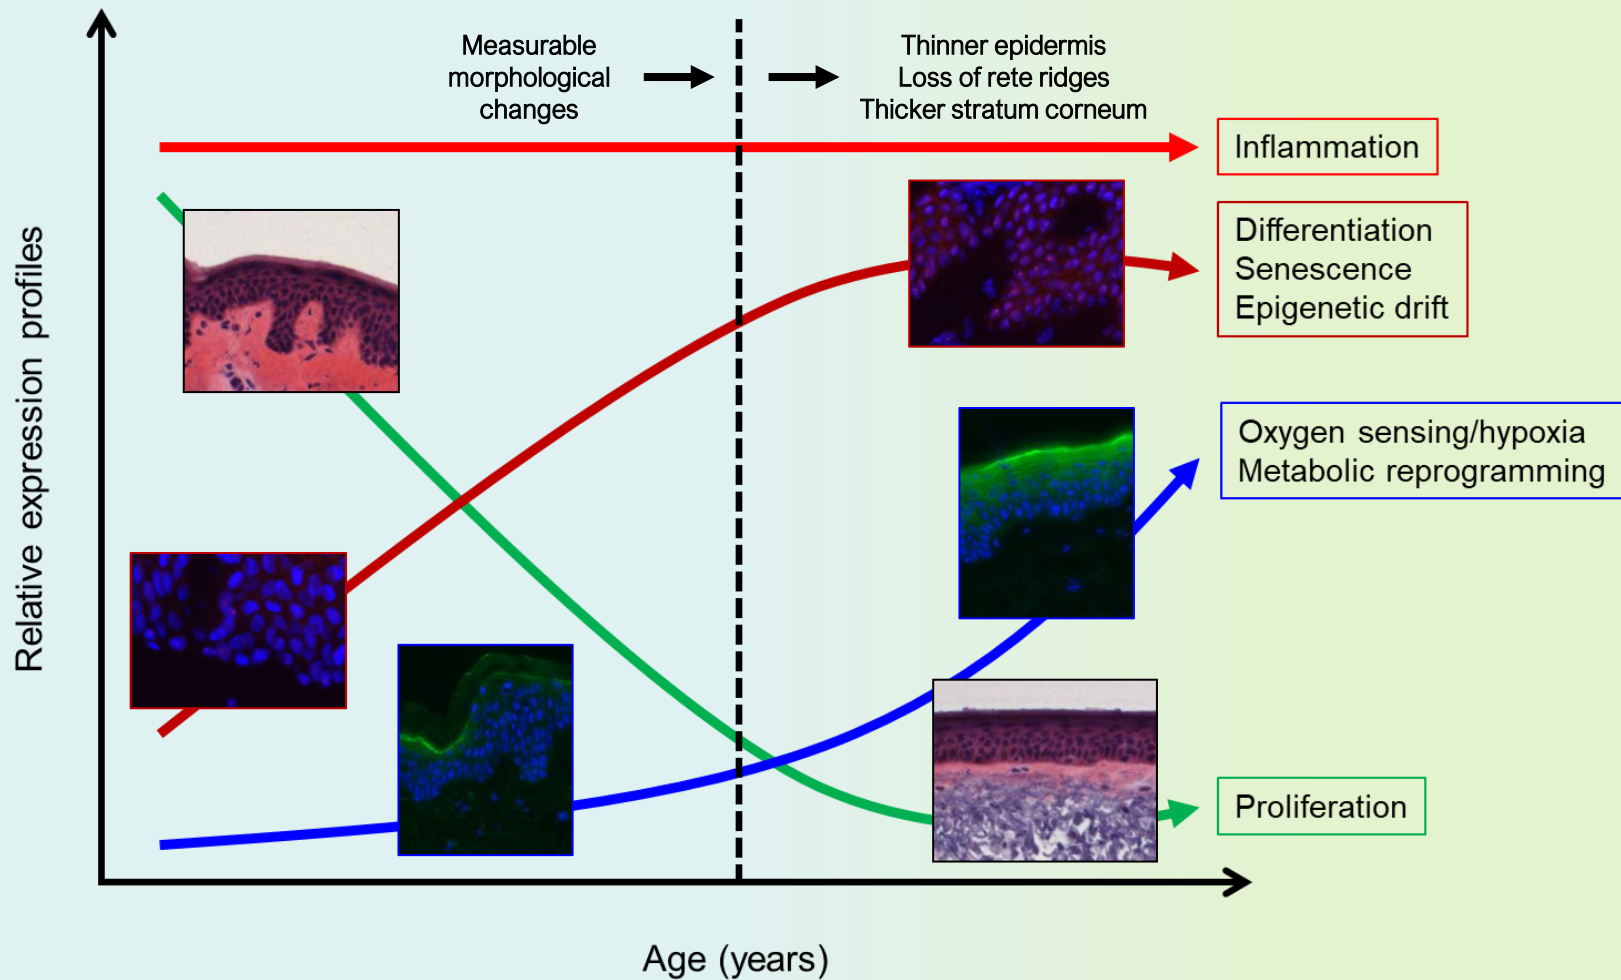 Measurable
morphological
changes
Thinner epidermis
Loss of rete ridges
Thicker stratum corneum
Inflammation
Differentiation
Senescence
Epigenetic drift
Oxygen sensing/hypoxia
Metabolic reprogramming
Proliferation
Relative expression profiles
Age (years)